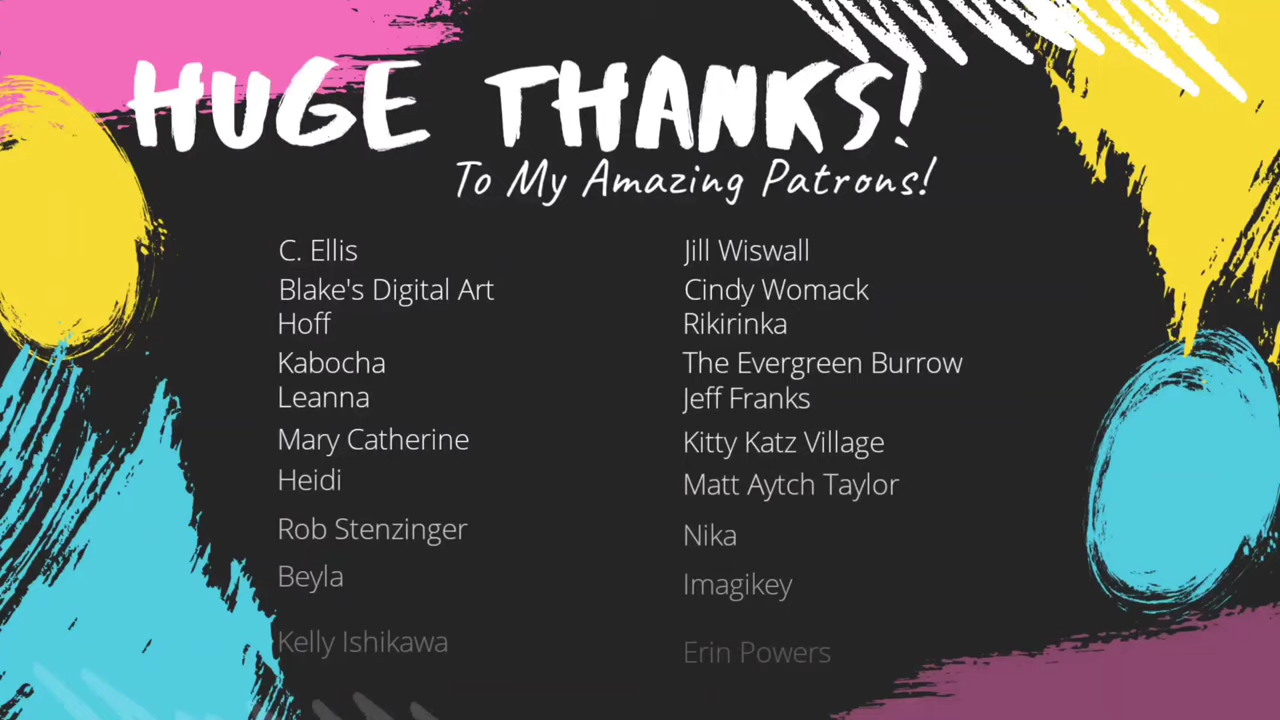 HUGE THANKS!
To My Amazing Patrons!
C. Ellis
Blake's Digital Art
Hoff
Kabocha
Leanna
Mary Catherine
Heidi
Rob Stenzinger
Beyla
Kelly Ishikawa
Jill Wiswall
Cindy Womack
Rikirinka
The Evergreen Burrow
Jeff Franks
Kitty Katz Village
Matt Aytch Taylor
Nika
Imagikey
Erin Powers